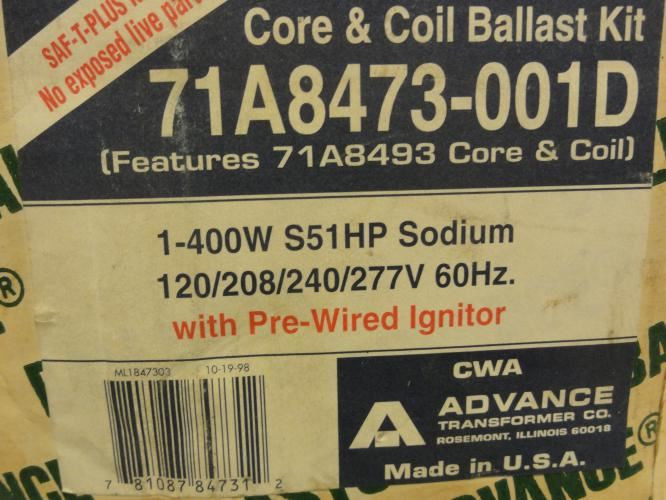 SAF-T-PLUS
No exposed live
Core & Coil Ballast Kit
71A8473-001D
(Features 71A8493 Core & Coil)
1-400W S51HP Sodium
120/208/240/277V 60Hz.
with Pre-Wired Ignitor
ML1847303 10-19-98
7 81087 84731 2
CWA
ADVANCE
TRANSFORMER CO.
ROSEMONT, ILLINOIS 60018
Made in U.S.A.